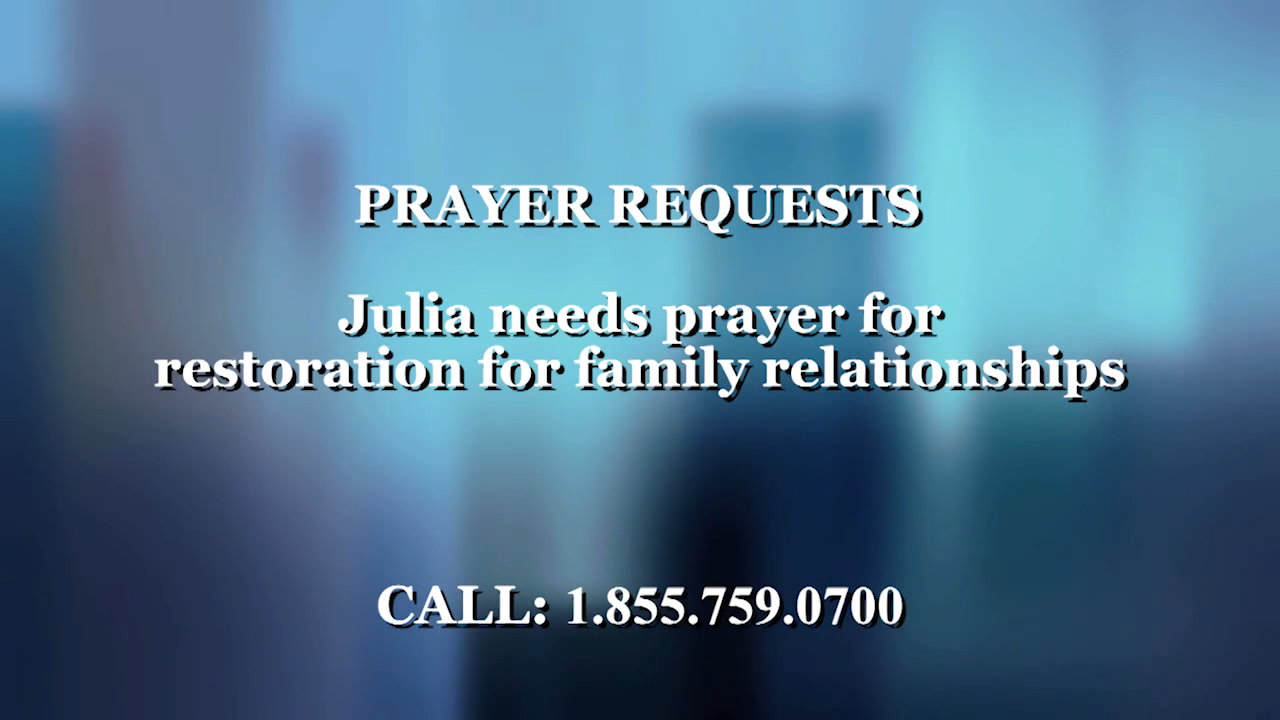 PRAYER REQUESTS
Julia needs prayer for
restoration for family relationships
CALL: 1.855.759.0700